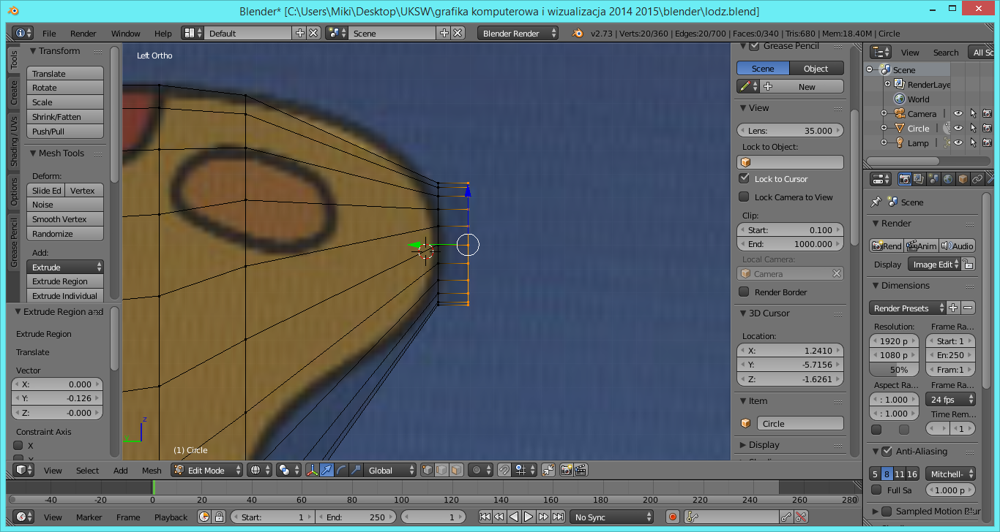 Blender* [C:\Users\Miki\Desktop\UKSW\grafika komputerowa i wizualizacja 2014 2015\blender\lodz.blend]
File Render Window Help Default Scene Blender Render v2.73 | Verts:20/360 | Edges:20/700 | Faces:0/340 | Tris:680 | Mem:18.40M | Circle
Tools
Create
Shading / UVs
Options
Grease Pencil
Transform
Translate
Rotate
Scale
Shrink/Fatten
Push/Pull
Mesh Tools
Deform:
Slide Ed Vertex
Noise
Smooth Vertex
Randomize
Add:
Extrude
Extrude Region
Extrude Individual
Extrude Region and
Extrude Region
Translate
Vector
X: 0.000
Y: -0.126
Z: -0.000
Constraint Axis
X
Left Ortho
z
y
(1) Circle
Grease Pencil
Scene Object
New
View
Lens: 35.000
Lock to Object:
Lock to Cursor
Lock Camera to View
Clip:
Start: 0.100
End: 1000.000
Local Camera:
Camera
Render Border
3D Cursor
Location:
X: 1.2410
Y: -5.7156
Z: -1.6261
Item
Circle
Display
View Search All Sc
Scene
RenderLaye
World
Camera
Circle
Lamp
Scene
Render
Rend Anim Audio
Display Image Edit
Dimensions
Render Presets
Resolution: Frame Ra...
1920 p Start: 1
1080 p En:250
50% Fram:1
Aspect Ra... Frame Ra...
: 1.000 24 fps
: 1.000 Time Rem...
1
Anti-Aliasing
5 8 11 16 Mitchell-
Full Sa 1.000 p
Sampled Motion Blur
View Select Add Mesh Edit Mode Global
-40 -20 0 20 40 60 80 100 120 140 160 180 200 220 240 260 280
View Marker Frame Playback Start: 1 End: 250 1 No Sync